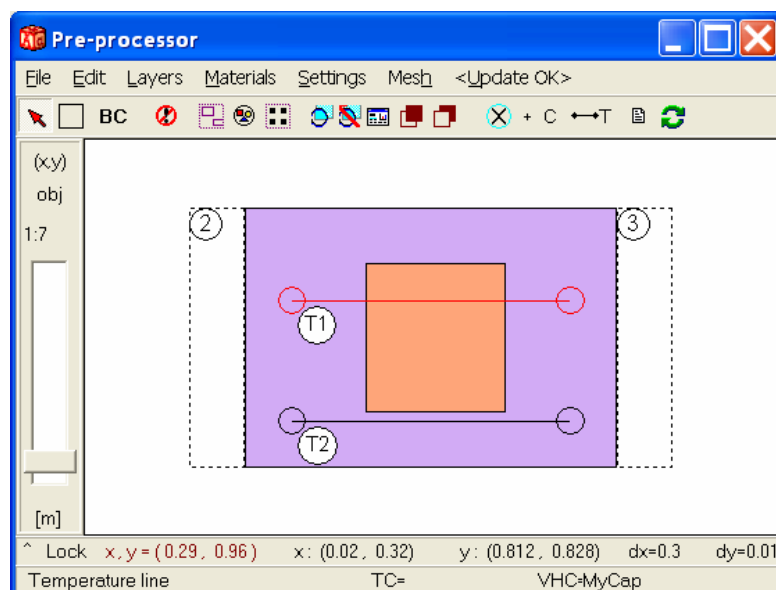 Pre-processor
File Edit Layers Materials Settings Mesh <Update OK>
BC + C T
(x,y)
obj
1:7
2 3
T1
T2
[m]
^ Lock x,y=(0.29 , 0.96) x: (0.02 , 0.32) y: (0.812 , 0.828) dx=0.3 dy=0.01
Temperature line TC= VHC=MyCap